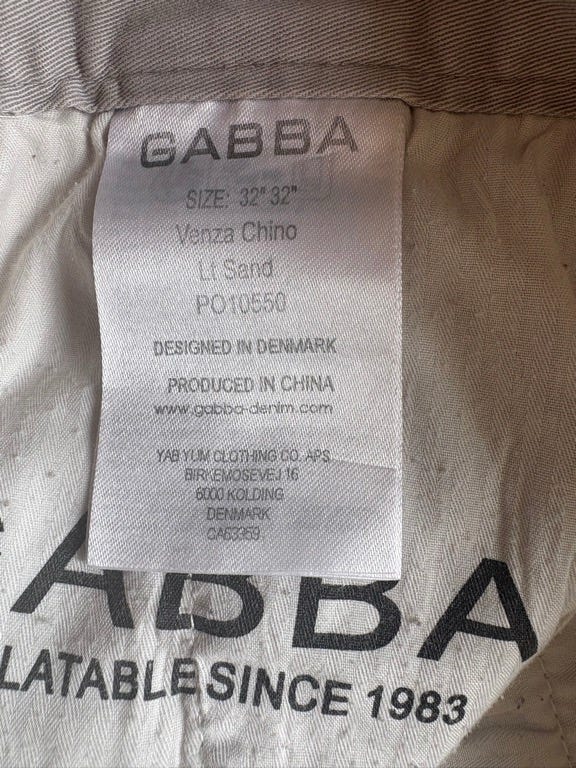 GABBA
SIZE: 32" 32"
Venza Chino
Lt Sand
PO10550
DESIGNED IN DENMARK
PRODUCED IN CHINA
www.gabba-denim.com
YAB YUM CLOTHING CO. APS.
BIRKEMOSEVEJ 16
6000 KOLDING
DENMARK
CA63359
ABBA
LATABLE SINCE 1983